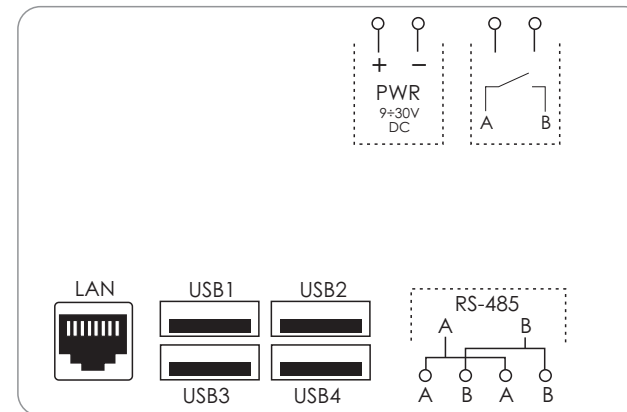 + −
PWR
9÷30V
DC
A B
LAN
USB1 USB2
USB3 USB4
RS-485
A B
A B A B